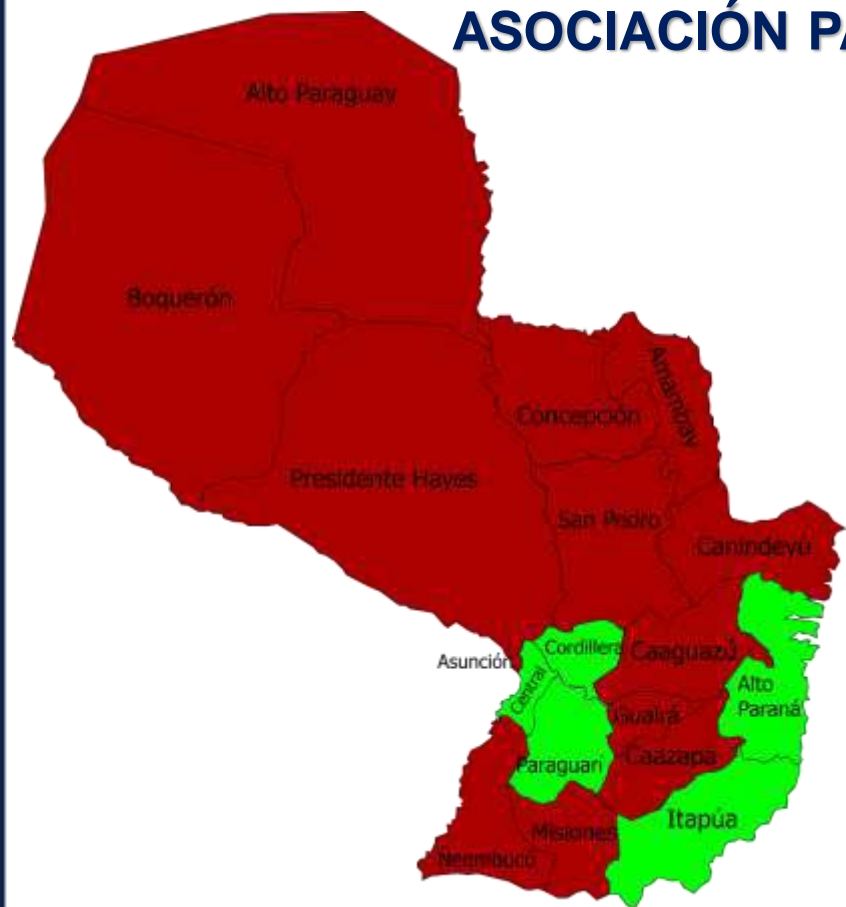 ASOCIACIÓN PA
Alto Paraguay
Boquerón
Concepción
Amambay
Presidente Hayes
San Pedro
Canindeyú
Asunción
Cordillera
Caaguazú
Central
Alto
Paraná
Guairá
Paraguarí
Caazapa
Itapúa
Misiones
Ñeembucú